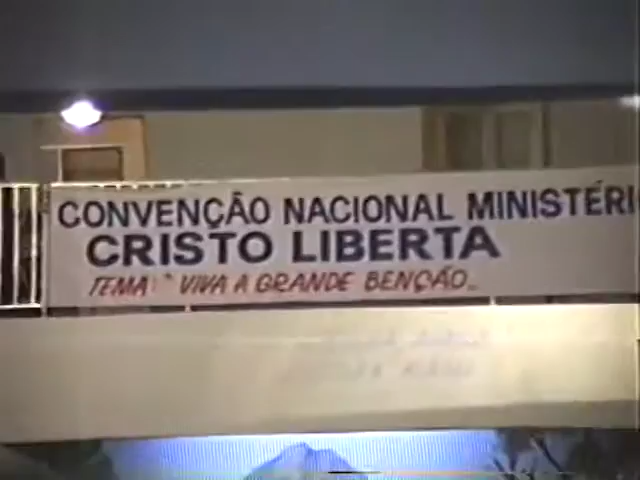 CONVENÇÃO NACIONAL MINISTÉRI
CRISTO LIBERTA
TEMA: " VIVA A GRANDE BENÇÃO